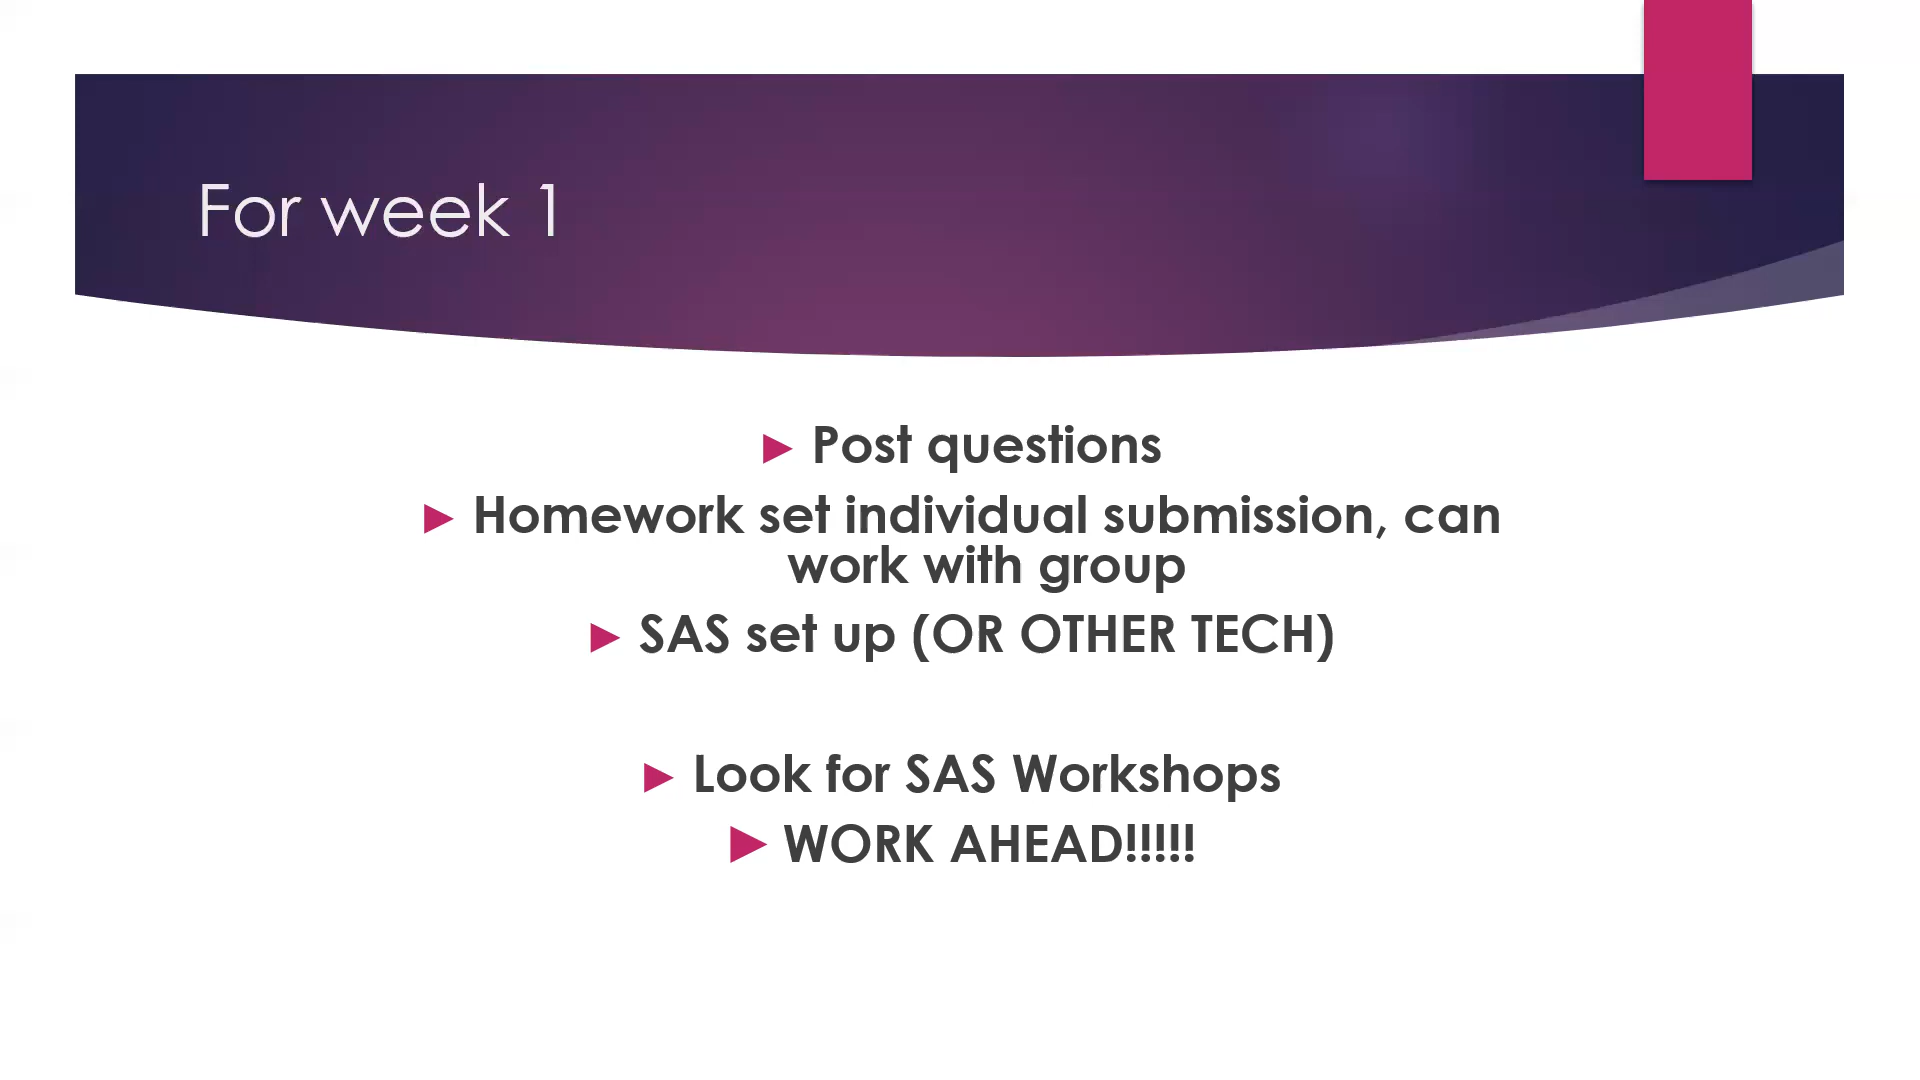 For week 1
Post questions
Homework set individual submission, can
work with group
SAS set up (OR OTHER TECH)
Look for SAS Workshops
WORK AHEAD!!!!!